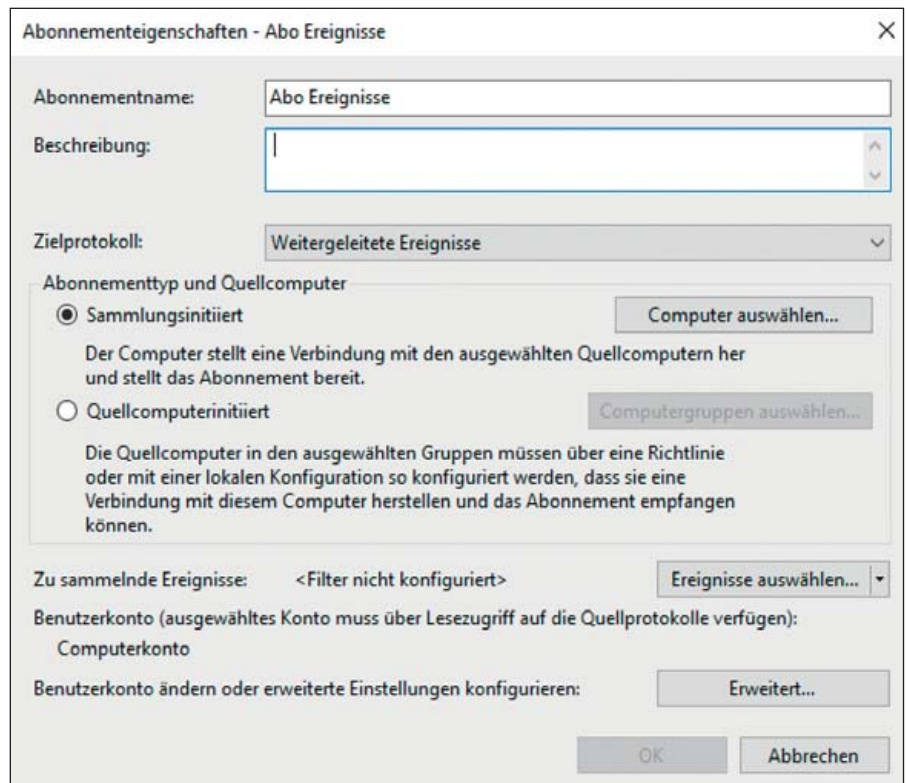 Abonnementeigenschaften - Abo Ereignisse
Abonnementname: Abo Ereignisse
Beschreibung:
Zielprotokoll: Weitergeleitete Ereignisse
Abonnementtyp und Quellcomputer
Sammlungsinitiiert Computer auswählen...
Der Computer stellt eine Verbindung mit den ausgewählten Quellcomputern her
und stellt das Abonnement bereit.
Quellcomputerinitiiert Computergruppen auswählen...
Die Quellcomputer in den ausgewählten Gruppen müssen über eine Richtlinie
oder mit einer lokalen Konfiguration so konfiguriert werden, dass sie eine
Verbindung mit diesem Computer herstellen und das Abonnement empfangen
können.
Zu sammelnde Ereignisse: <Filter nicht konfiguriert> Ereignisse auswählen...
Benutzerkonto (ausgewähltes Konto muss über Lesezugriff auf die Quellprotokolle verfügen):
Computerkonto
Benutzerkonto ändern oder erweiterte Einstellungen konfigurieren: Erweitert...
OK Abbrechen